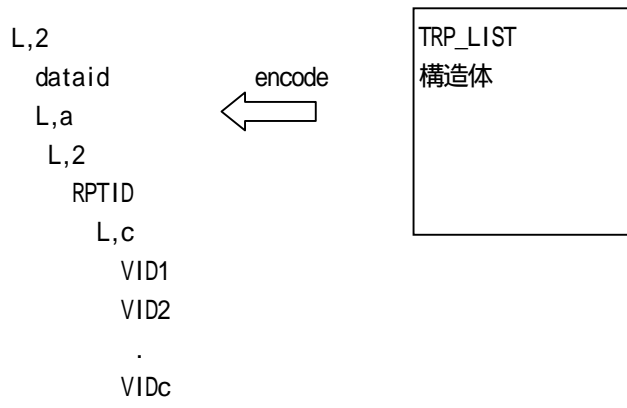 L,2
dataid
L,a
L,2
RPTID
L,c
VID1
VID2
.
VIDc
encode
TRP_LIST
構造体